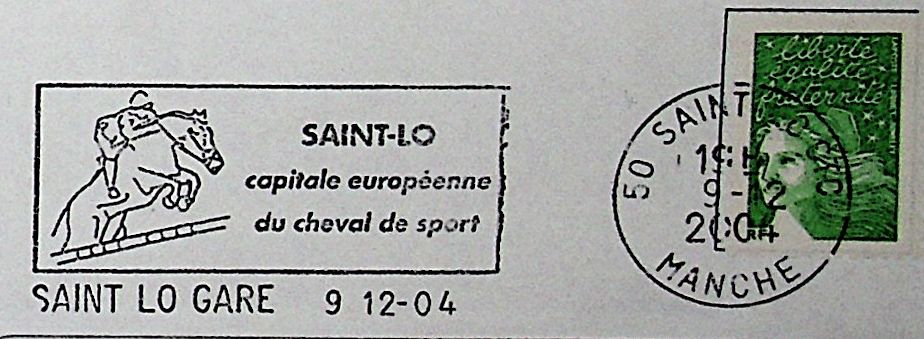 SAINT-LO
capitale européenne
du cheval de sport
SAINT LO GARE 9 12-04
50 SAINT
19H
9-12
2004
MANCHE
liberté
égalité
fraternité